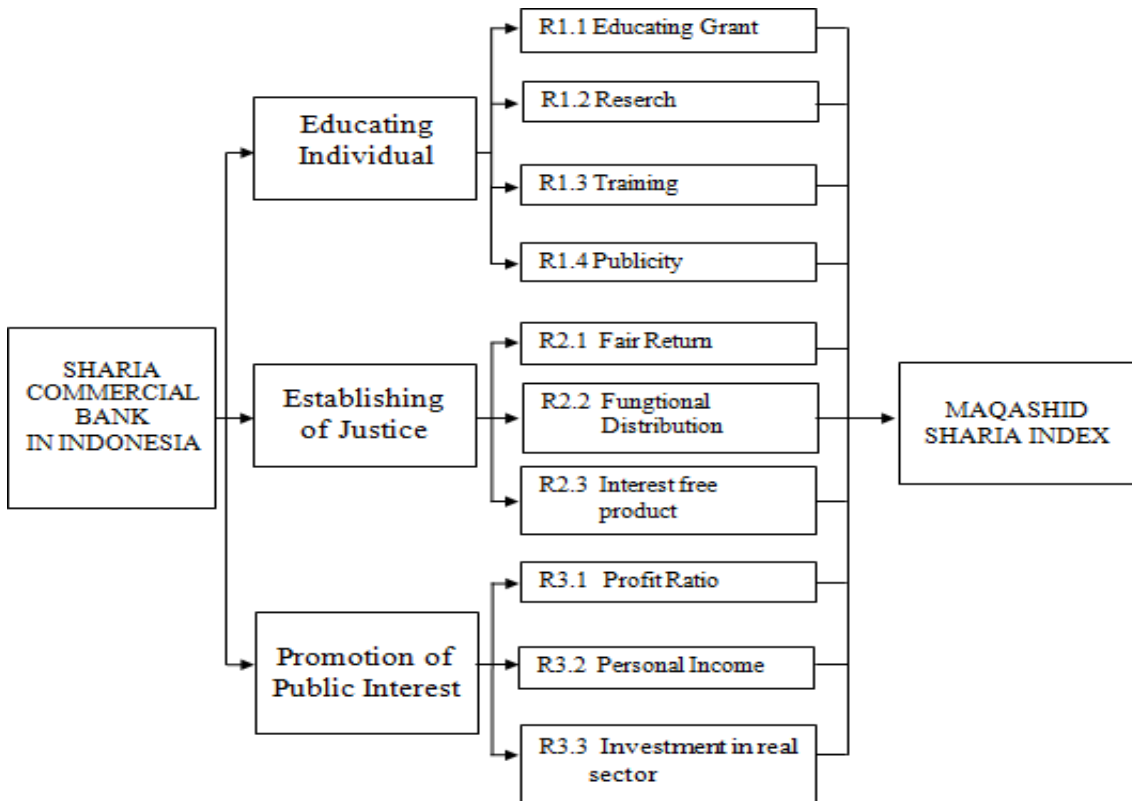 SHARIA
COMMERCIAL
BANK
IN INDONESIA
Educating
Individual
R1.1 Educating Grant
R1.2 Reserch
R1.3 Training
R1.4 Publicity
Establishing
of Justice
R2.1 Fair Return
R2.2 Fungtional
Distribution
R2.3 Interest free
product
Promotion of
Public Interest
R3.1 Profit Ratio
R3.2 Personal Income
R3.3 Investment in real
sector
MAQASHID
SHARIA INDEX